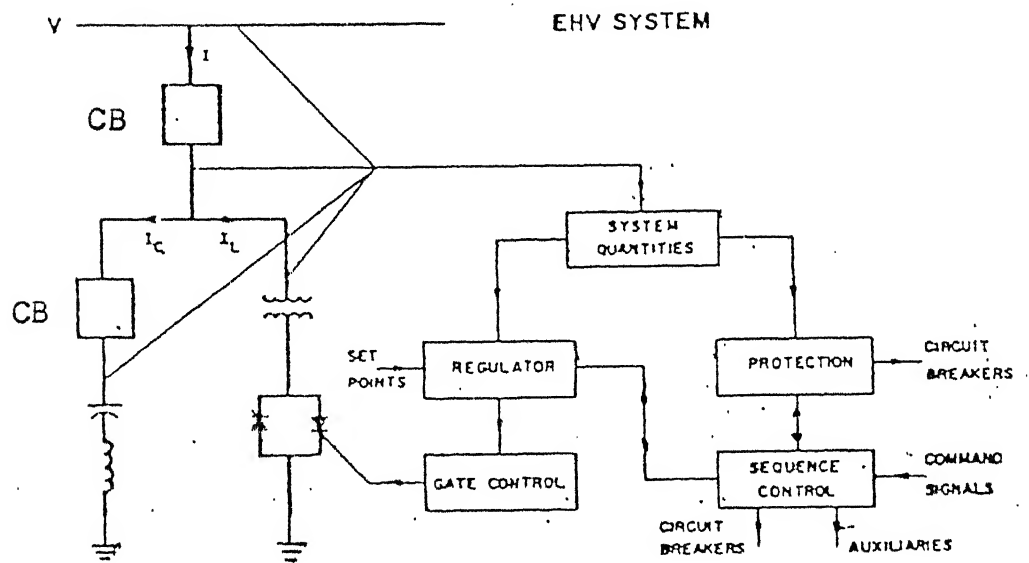 V
EHV SYSTEM
I
CB
SYSTEM
QUANTITIES
I_C
I_L
CB
SET
POINTS
REGULATOR
PROTECTION
CIRCUIT
BREAKERS
GATE CONTROL
SEQUENCE
CONTROL
COMMAND
SIGNALS
CIRCUIT
BREAKERS
AUXILIARIES